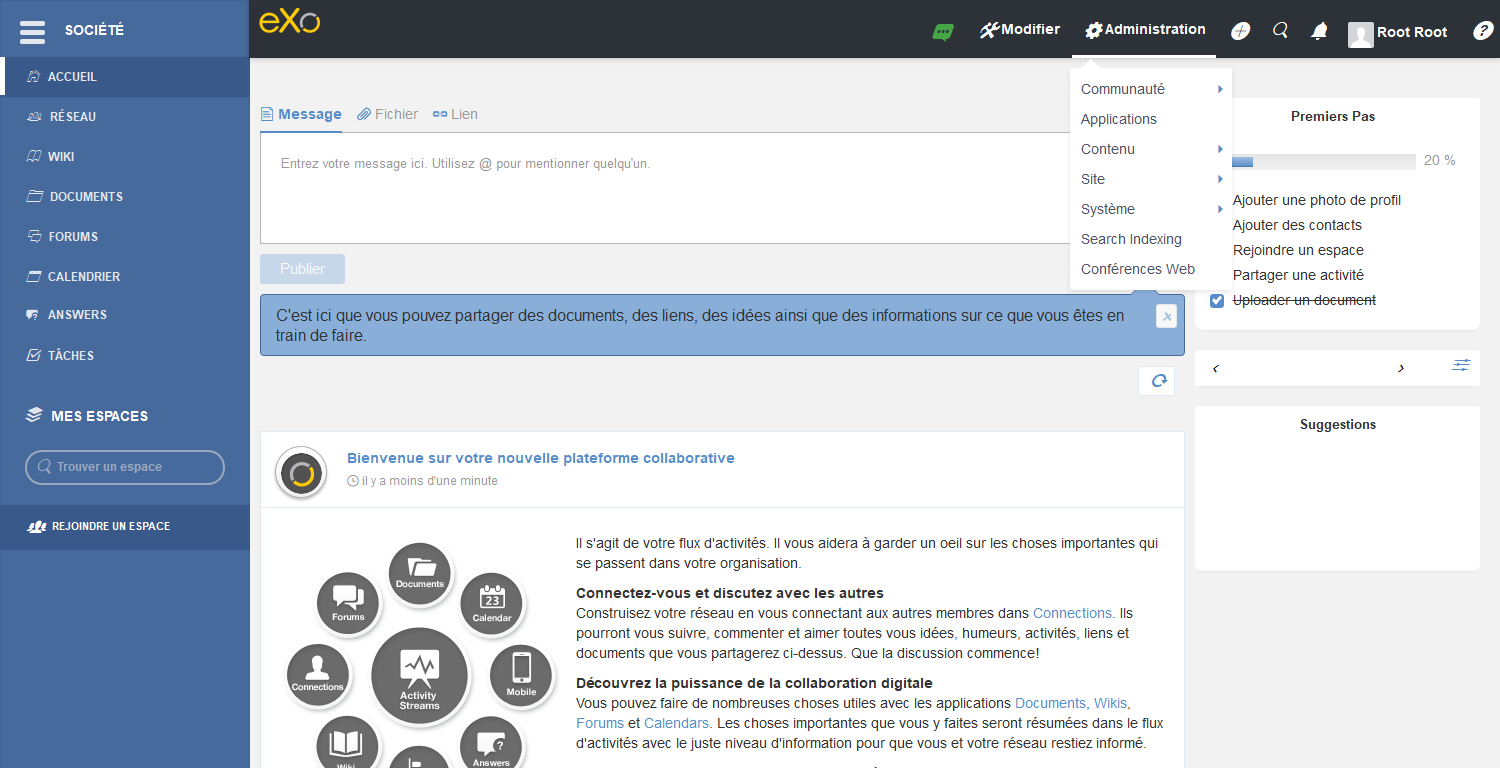 SOCIÉTÉ
eXo
Modifier
Administration
Root Root
?
ACCUEIL
RÉSEAU
WIKI
DOCUMENTS
FORUMS
CALENDRIER
ANSWERS
TÂCHES
MES ESPACES
Trouver un espace
REJOINDRE UN ESPACE
Message
Fichier
Lien
Entrez votre message ici. Utilisez @ pour mentionner quelqu'un.
Publier
Communauté
Applications
Contenu
Site
Système
Search Indexing
Conférences Web
C'est ici que vous pouvez partager des documents, des liens, des idées ainsi que des informations sur ce que vous êtes en
train de faire.
x
Premiers Pas
20 %
Ajouter une photo de profil
Ajouter des contacts
Rejoindre un espace
Partager une activité
Uploader un document
Suggestions
Bienvenue sur votre nouvelle plateforme collaborative
il y a moins d'une minute
Documents
Forums
23
Calendar
Connections
Activity
Streams
Mobile
Wiki
?
Answers
Il s'agit de votre flux d'activités. Il vous aidera à garder un oeil sur les choses importantes qui
se passent dans votre organisation.
Connectez-vous et discutez avec les autres
Construisez votre réseau en vous connectant aux autres membres dans Connections. Ils
pourront vous suivre, commenter et aimer toutes vous idées, humeurs, activités, liens et
documents que vous partagerez ci-dessus. Que la discussion commence!
Découvrez la puissance de la collaboration digitale
Vous pouvez faire de nombreuses choses utiles avec les applications Documents, Wikis,
Forums et Calendars. Les choses importantes que vous y faites seront résumées dans le flux
d'activités avec le juste niveau d'information pour que vous et votre réseau restiez informé.